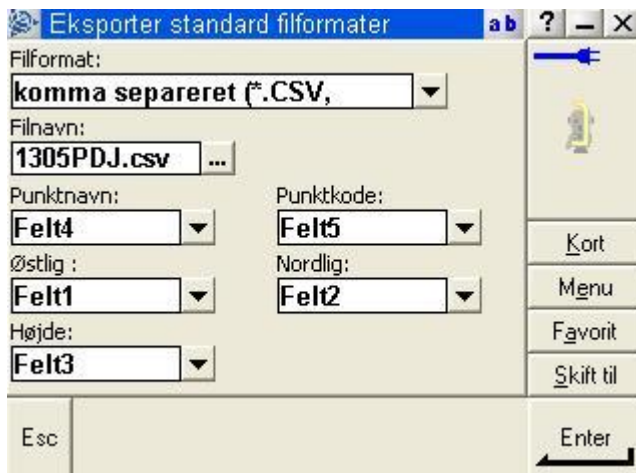 Eksporter standard filformater ab ? – X
Filformat:
komma separeret (*.CSV,
Filnavn:
1305PDJ.csv ...
Punktnavn: Punktkode:
Felt4 Felt5
Østlig : Nordlig:
Felt1 Felt2
Højde:
Felt3
Kort
Menu
Favorit
Skift til
Esc Enter